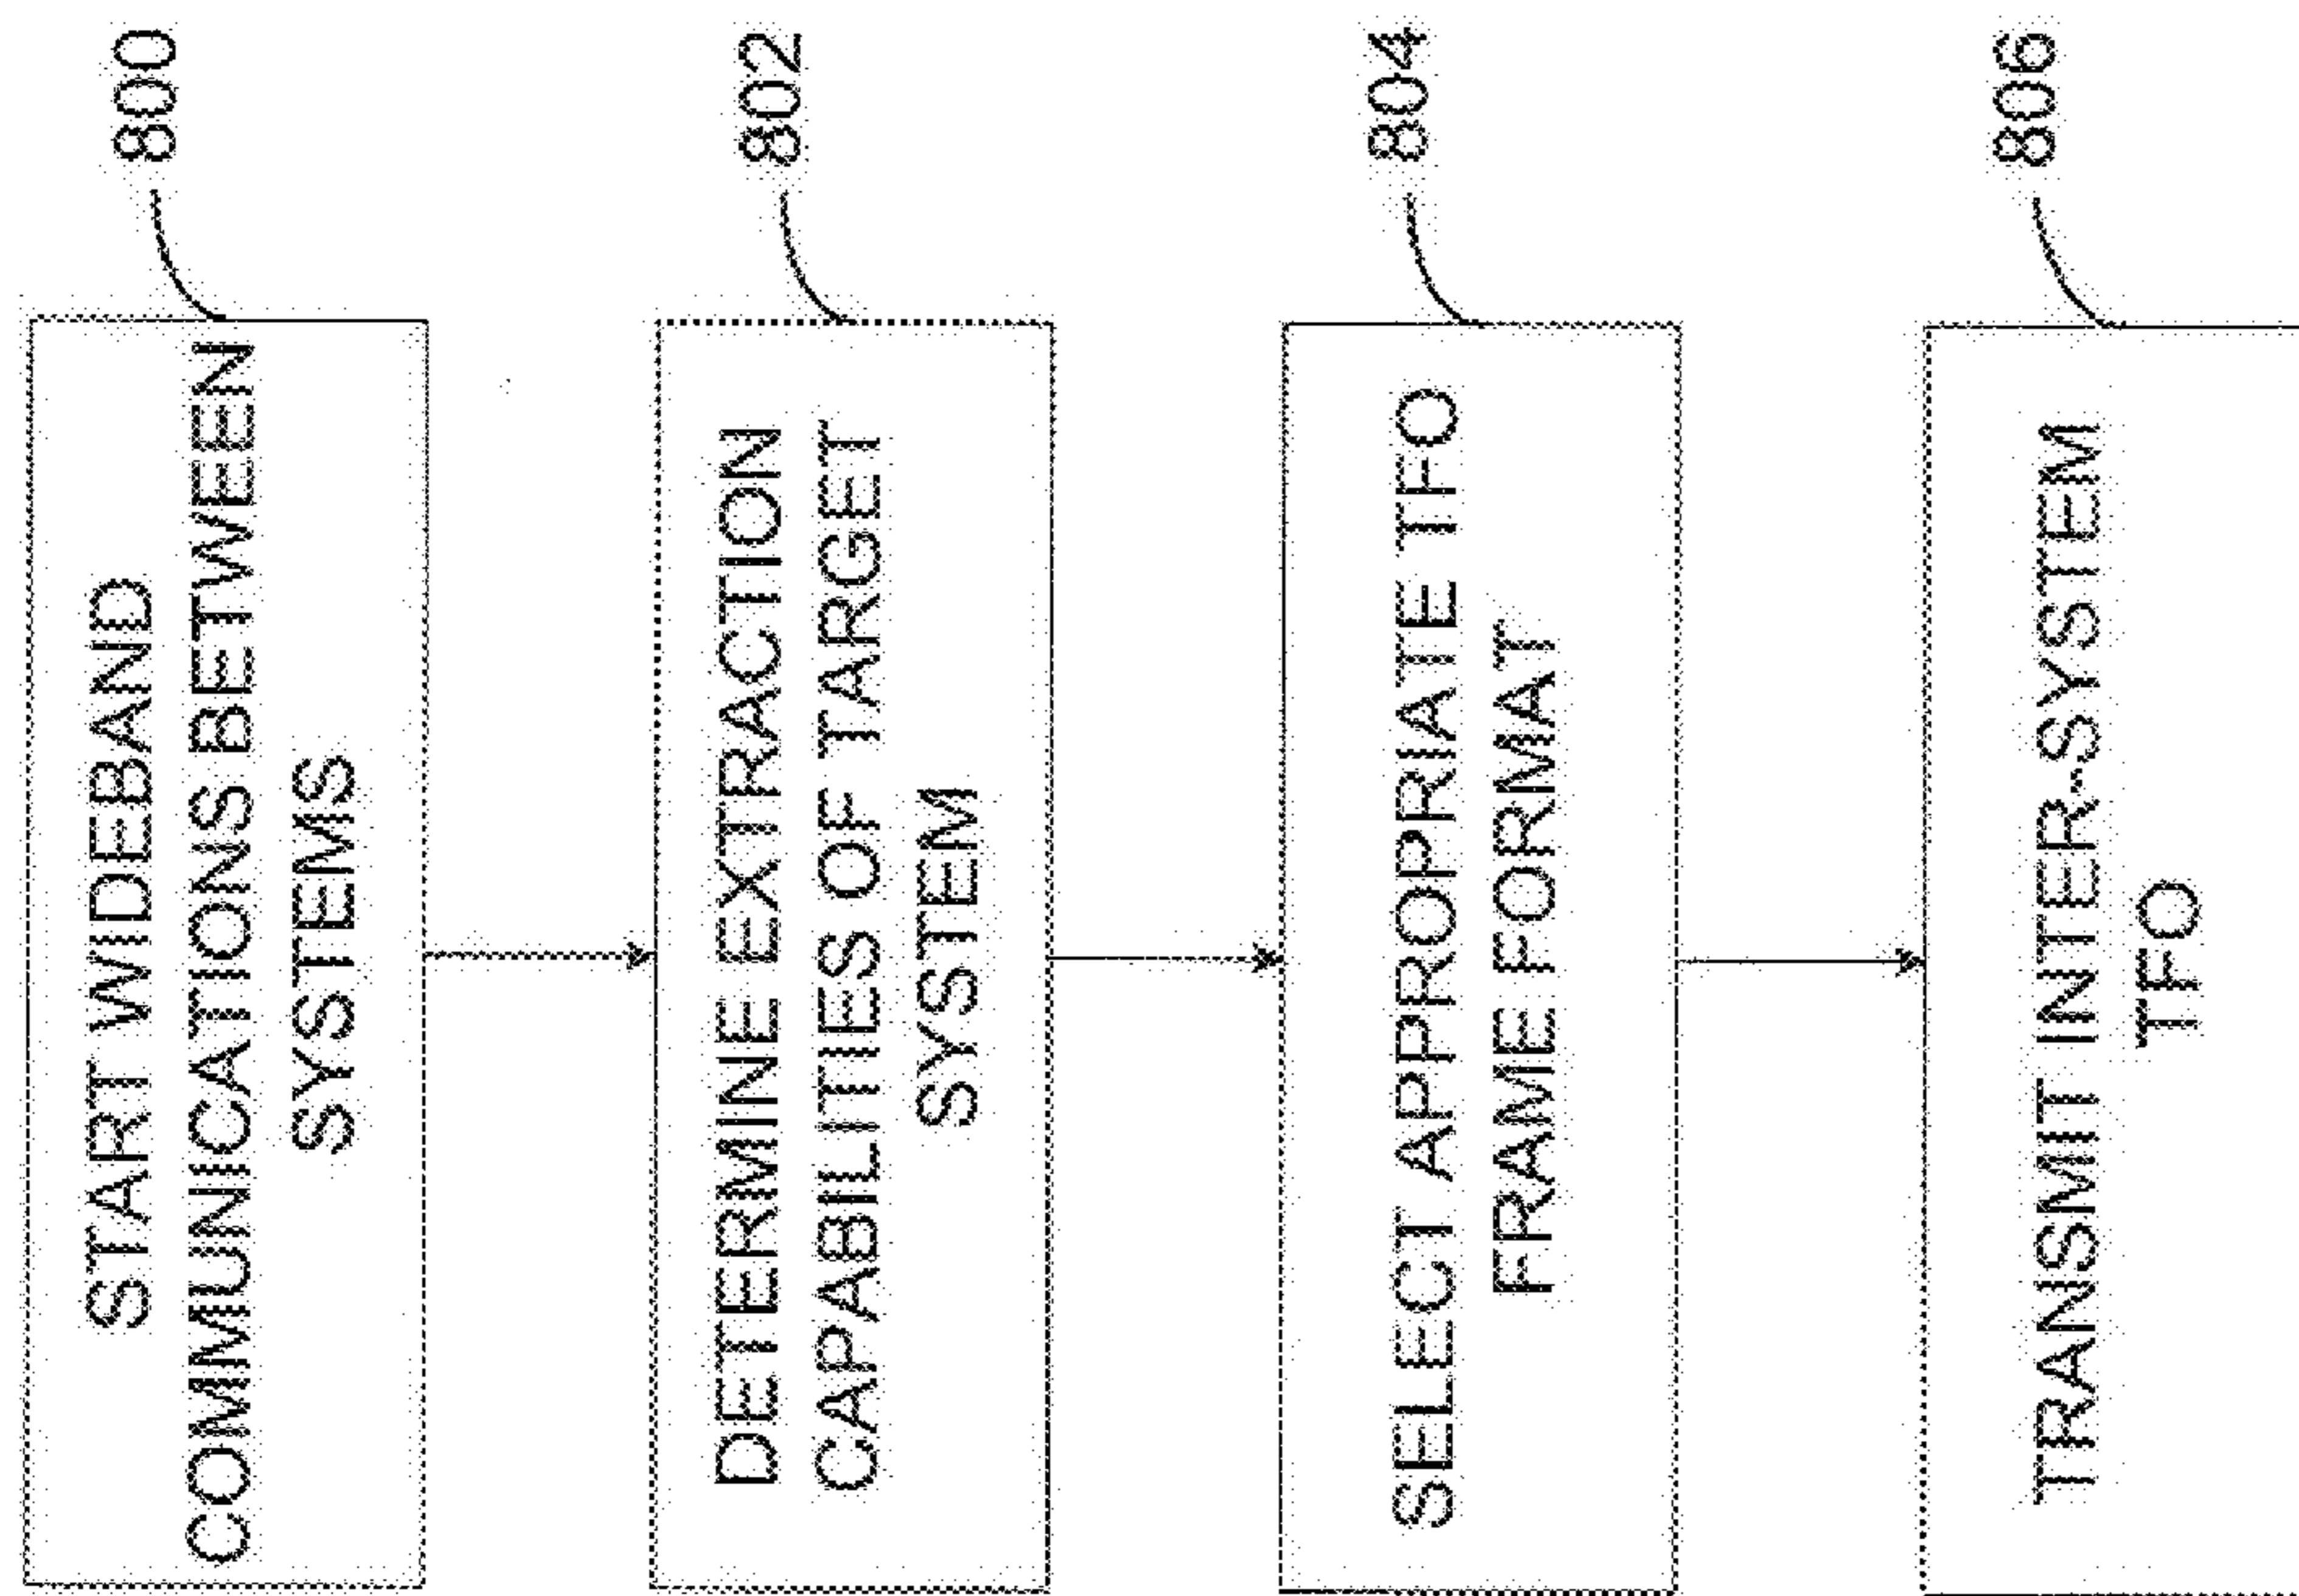 800
START WIDEBAND
COMMUNICATIONS BETWEEN
SYSTEMS
802
DETERMINE EXTRACTION
CAPABILITIES OF TARGET
SYSTEM
804
SELECT APPROPRIATE TFO
FRAME FORMAT
806
TRANSMIT INTER-SYSTEM
TFO